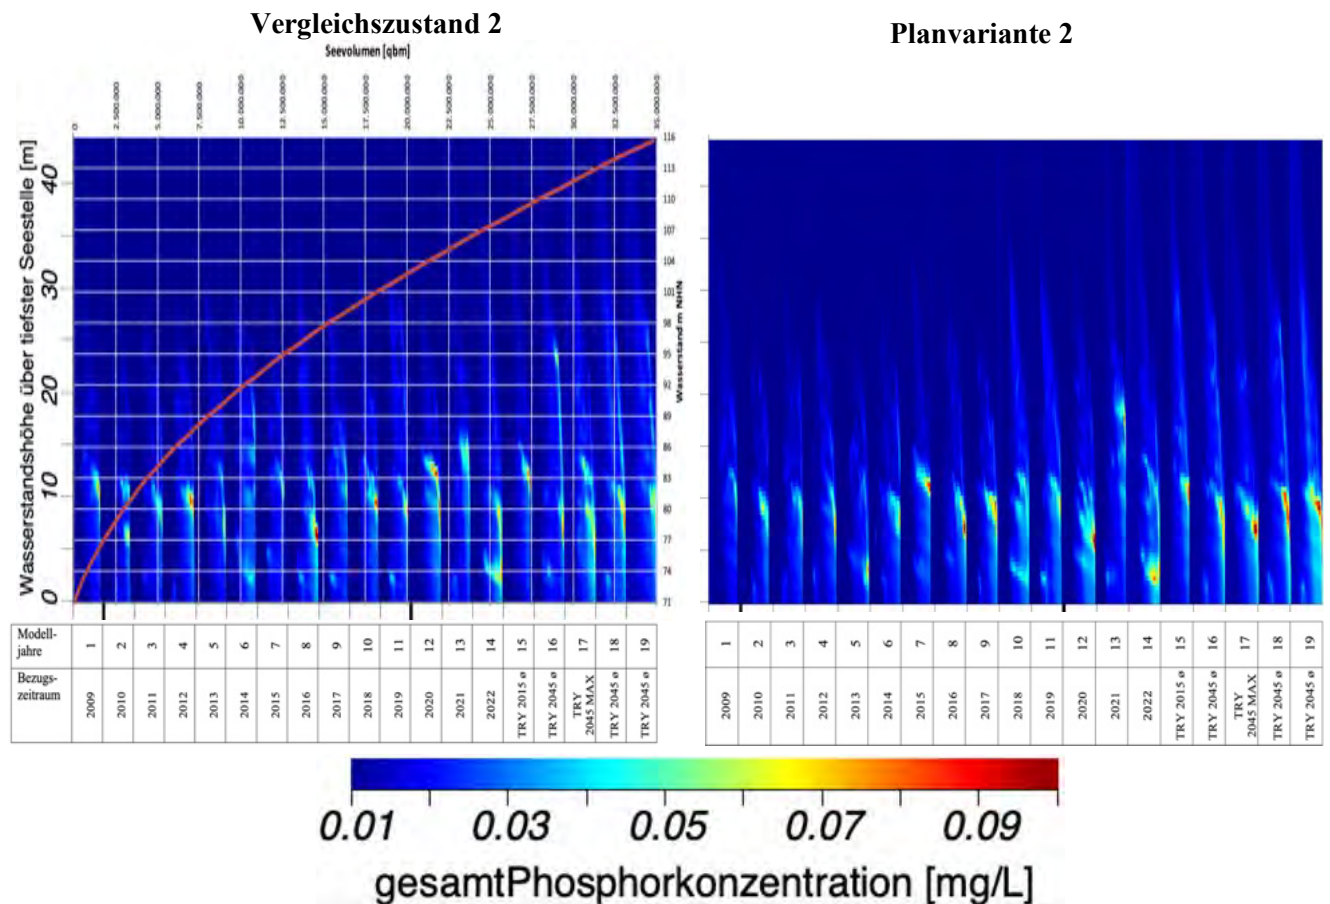 Vergleichszustand 2
Planvariante 2
Seevolumen [qbm]
0 2.500.000 5.000.000 7.500.000 10.000.000 12.500.000 15.000.000 17.500.000 20.000.000 22.500.000 25.000.000 27.500.000 30.000.000 32.500.000 35.000.000
Wasserstandshöhe über tiefster Seestelle [m]
40
30
20
10
0
116
113
110
107
104
101
98
95
92
89
86
83
80
77
74
71
Wasserstand m NHN
Modell-
jahre
1 2 3 4 5 6 7 8 9 10 11 12 13 14 15 16 17 18 19
Bezugs-
zeitraum
2009 2010 2011 2012 2013 2014 2015 2016 2017 2018 2019 2020 2021 2022 TRY 2015 ø TRY 2045 ø TRY 2045 MAX TRY 2045 ø TRY 2045 ø
1 2 3 4 5 6 7 8 9 10 11 12 13 14 15 16 17 18 19
2009 2010 2011 2012 2013 2014 2015 2016 2017 2018 2019 2020 2021 2022 TRY 2015 ø TRY 2045 ø TRY 2045 MAX TRY 2045 ø TRY 2045 ø
0.01 0.03 0.05 0.07 0.09
gesamtPhosphorkonzentration [mg/L]